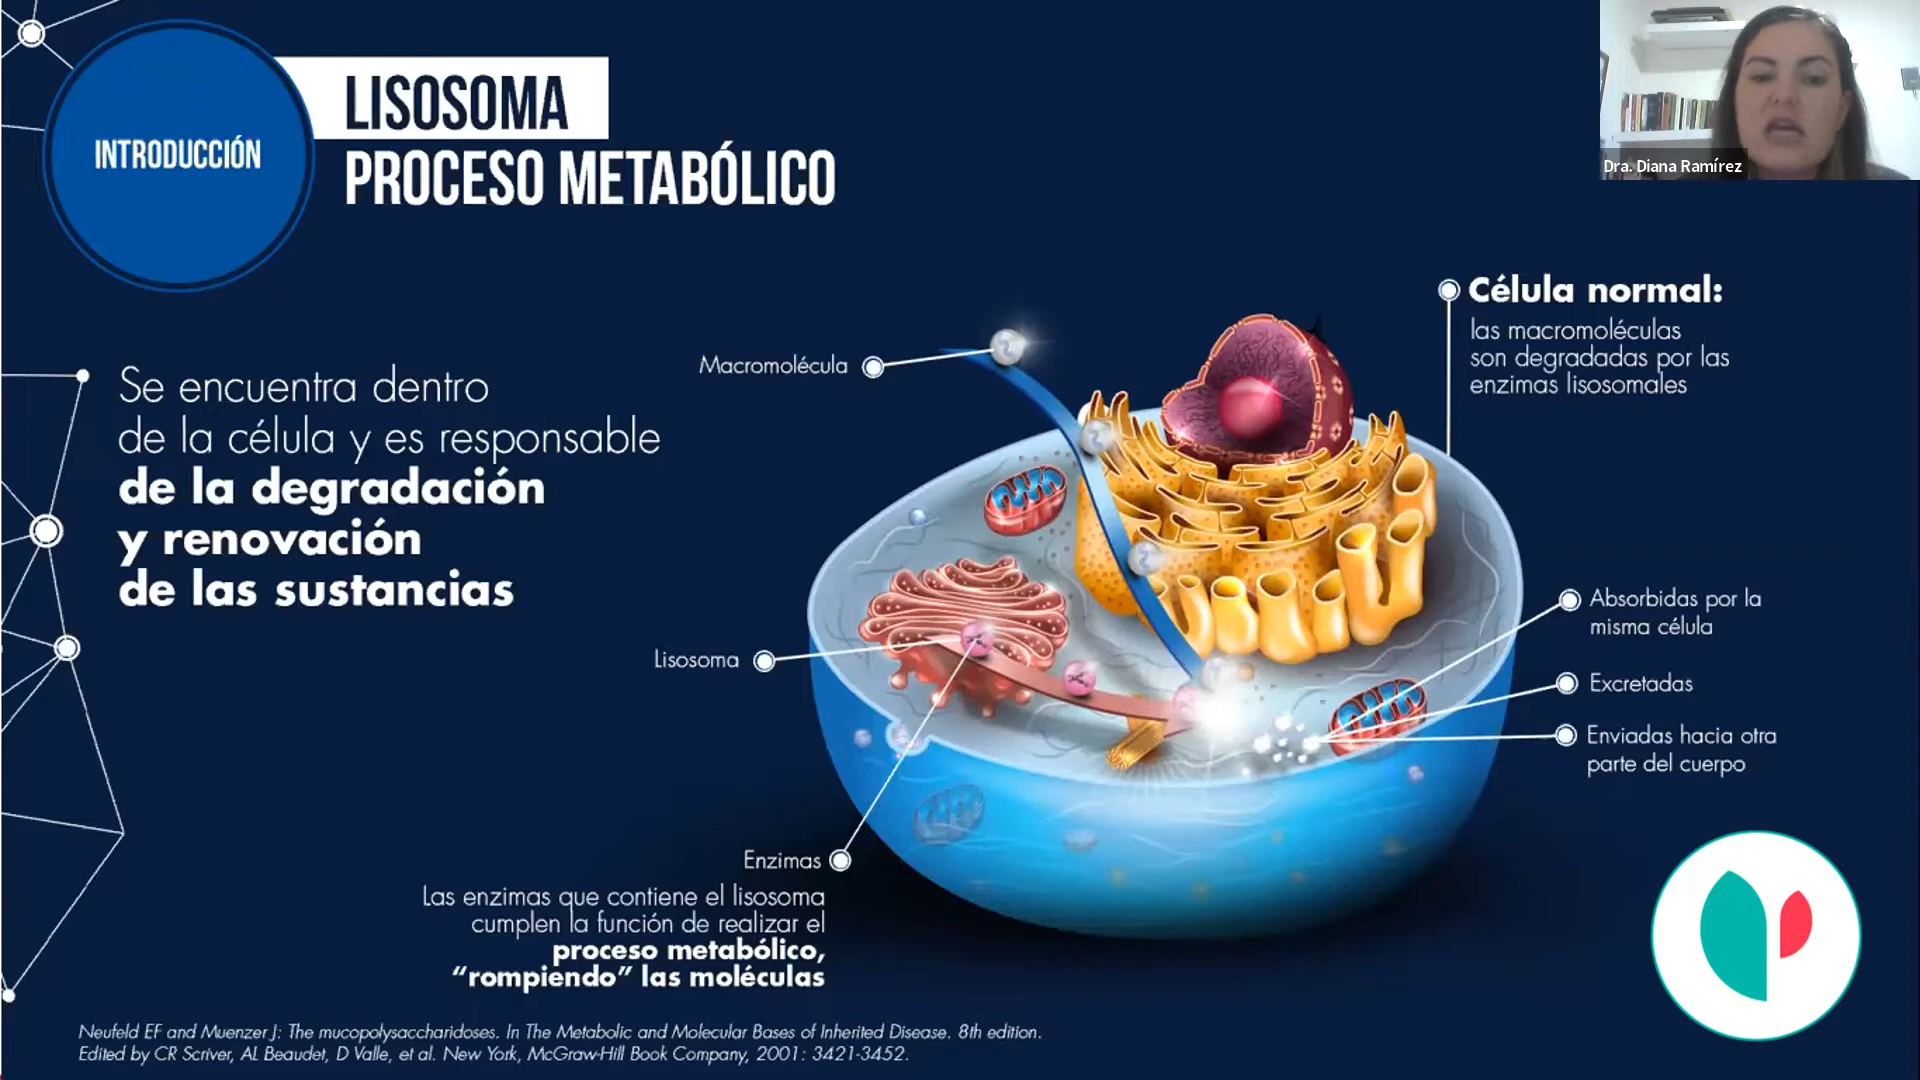 INTRODUCCIÓN
LISOSOMA
PROCESO METABÓLICO
Dra. Diana Ramírez
Se encuentra dentro
de la célula y es responsable
de la degradación
y renovación
de las sustancias
Macromolécula
Célula normal:
las macromoléculas
son degradadas por las
enzimas lisosomales
Lisosoma
Absorbidas por la
misma célula
Excretadas
Enviadas hacia otra
parte del cuerpo
Enzimas
Las enzimas que contiene el lisosoma
cumplen la función de realizar el
proceso metabólico,
“rompiendo” las moléculas
Neufeld EF and Muenzer J: The mucopolysaccharidoses. In The Metabolic and Molecular Bases of Inherited Disease. 8th edition.
Edited by CR Scriver, AL Beaudet, D Valle, et al. New York, McGraw-Hill Book Company, 2001: 3421-3452.